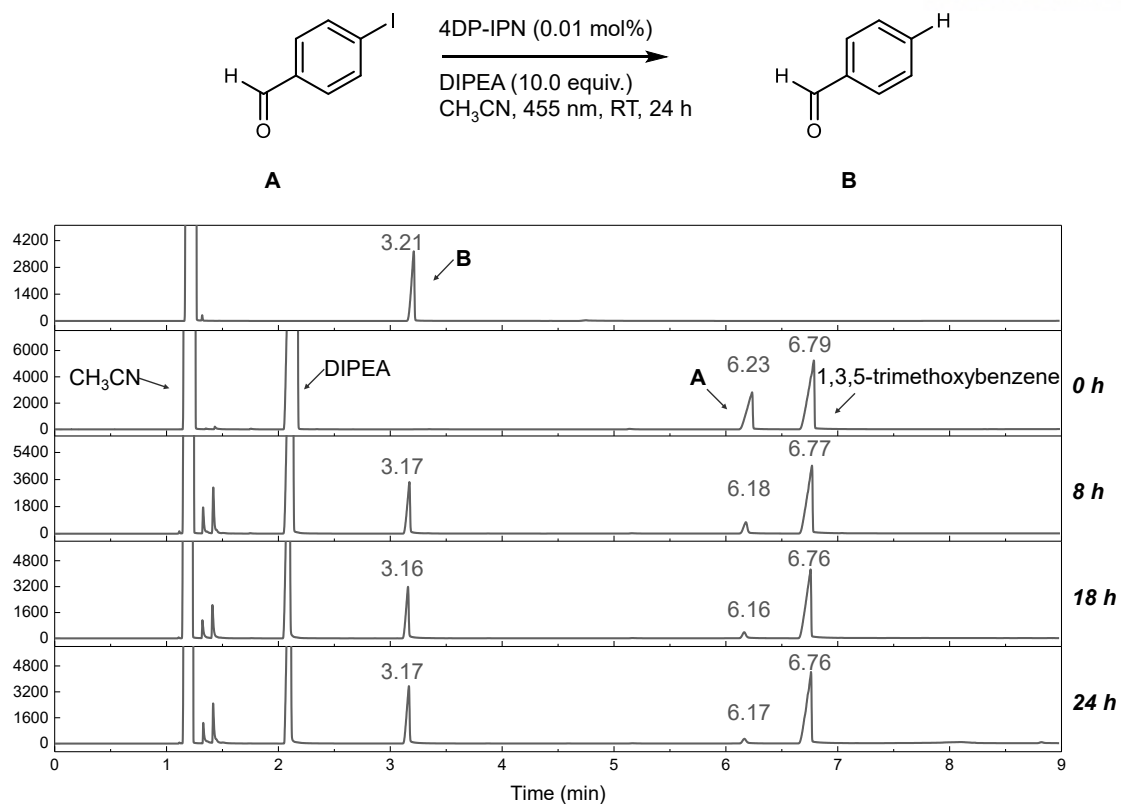 I
H
O
A
4DP-IPN (0.01 mol%)
DIPEA (10.0 equiv.)
CH₃CN, 455 nm, RT, 24 h
H
H
O
B
4200
2800
1400
0
3.21
B
6000
4000
2000
0
CH₃CN
DIPEA
A
6.23
6.79
1,3,5-trimethoxybenzene
0 h
5400
3600
1800
0
3.17
6.18
6.77
8 h
4800
3200
1600
0
3.16
6.16
6.76
18 h
4800
3200
1600
0
3.17
6.17
6.76
24 h
0 1 2 3 4 5 6 7 8 9
Time (min)